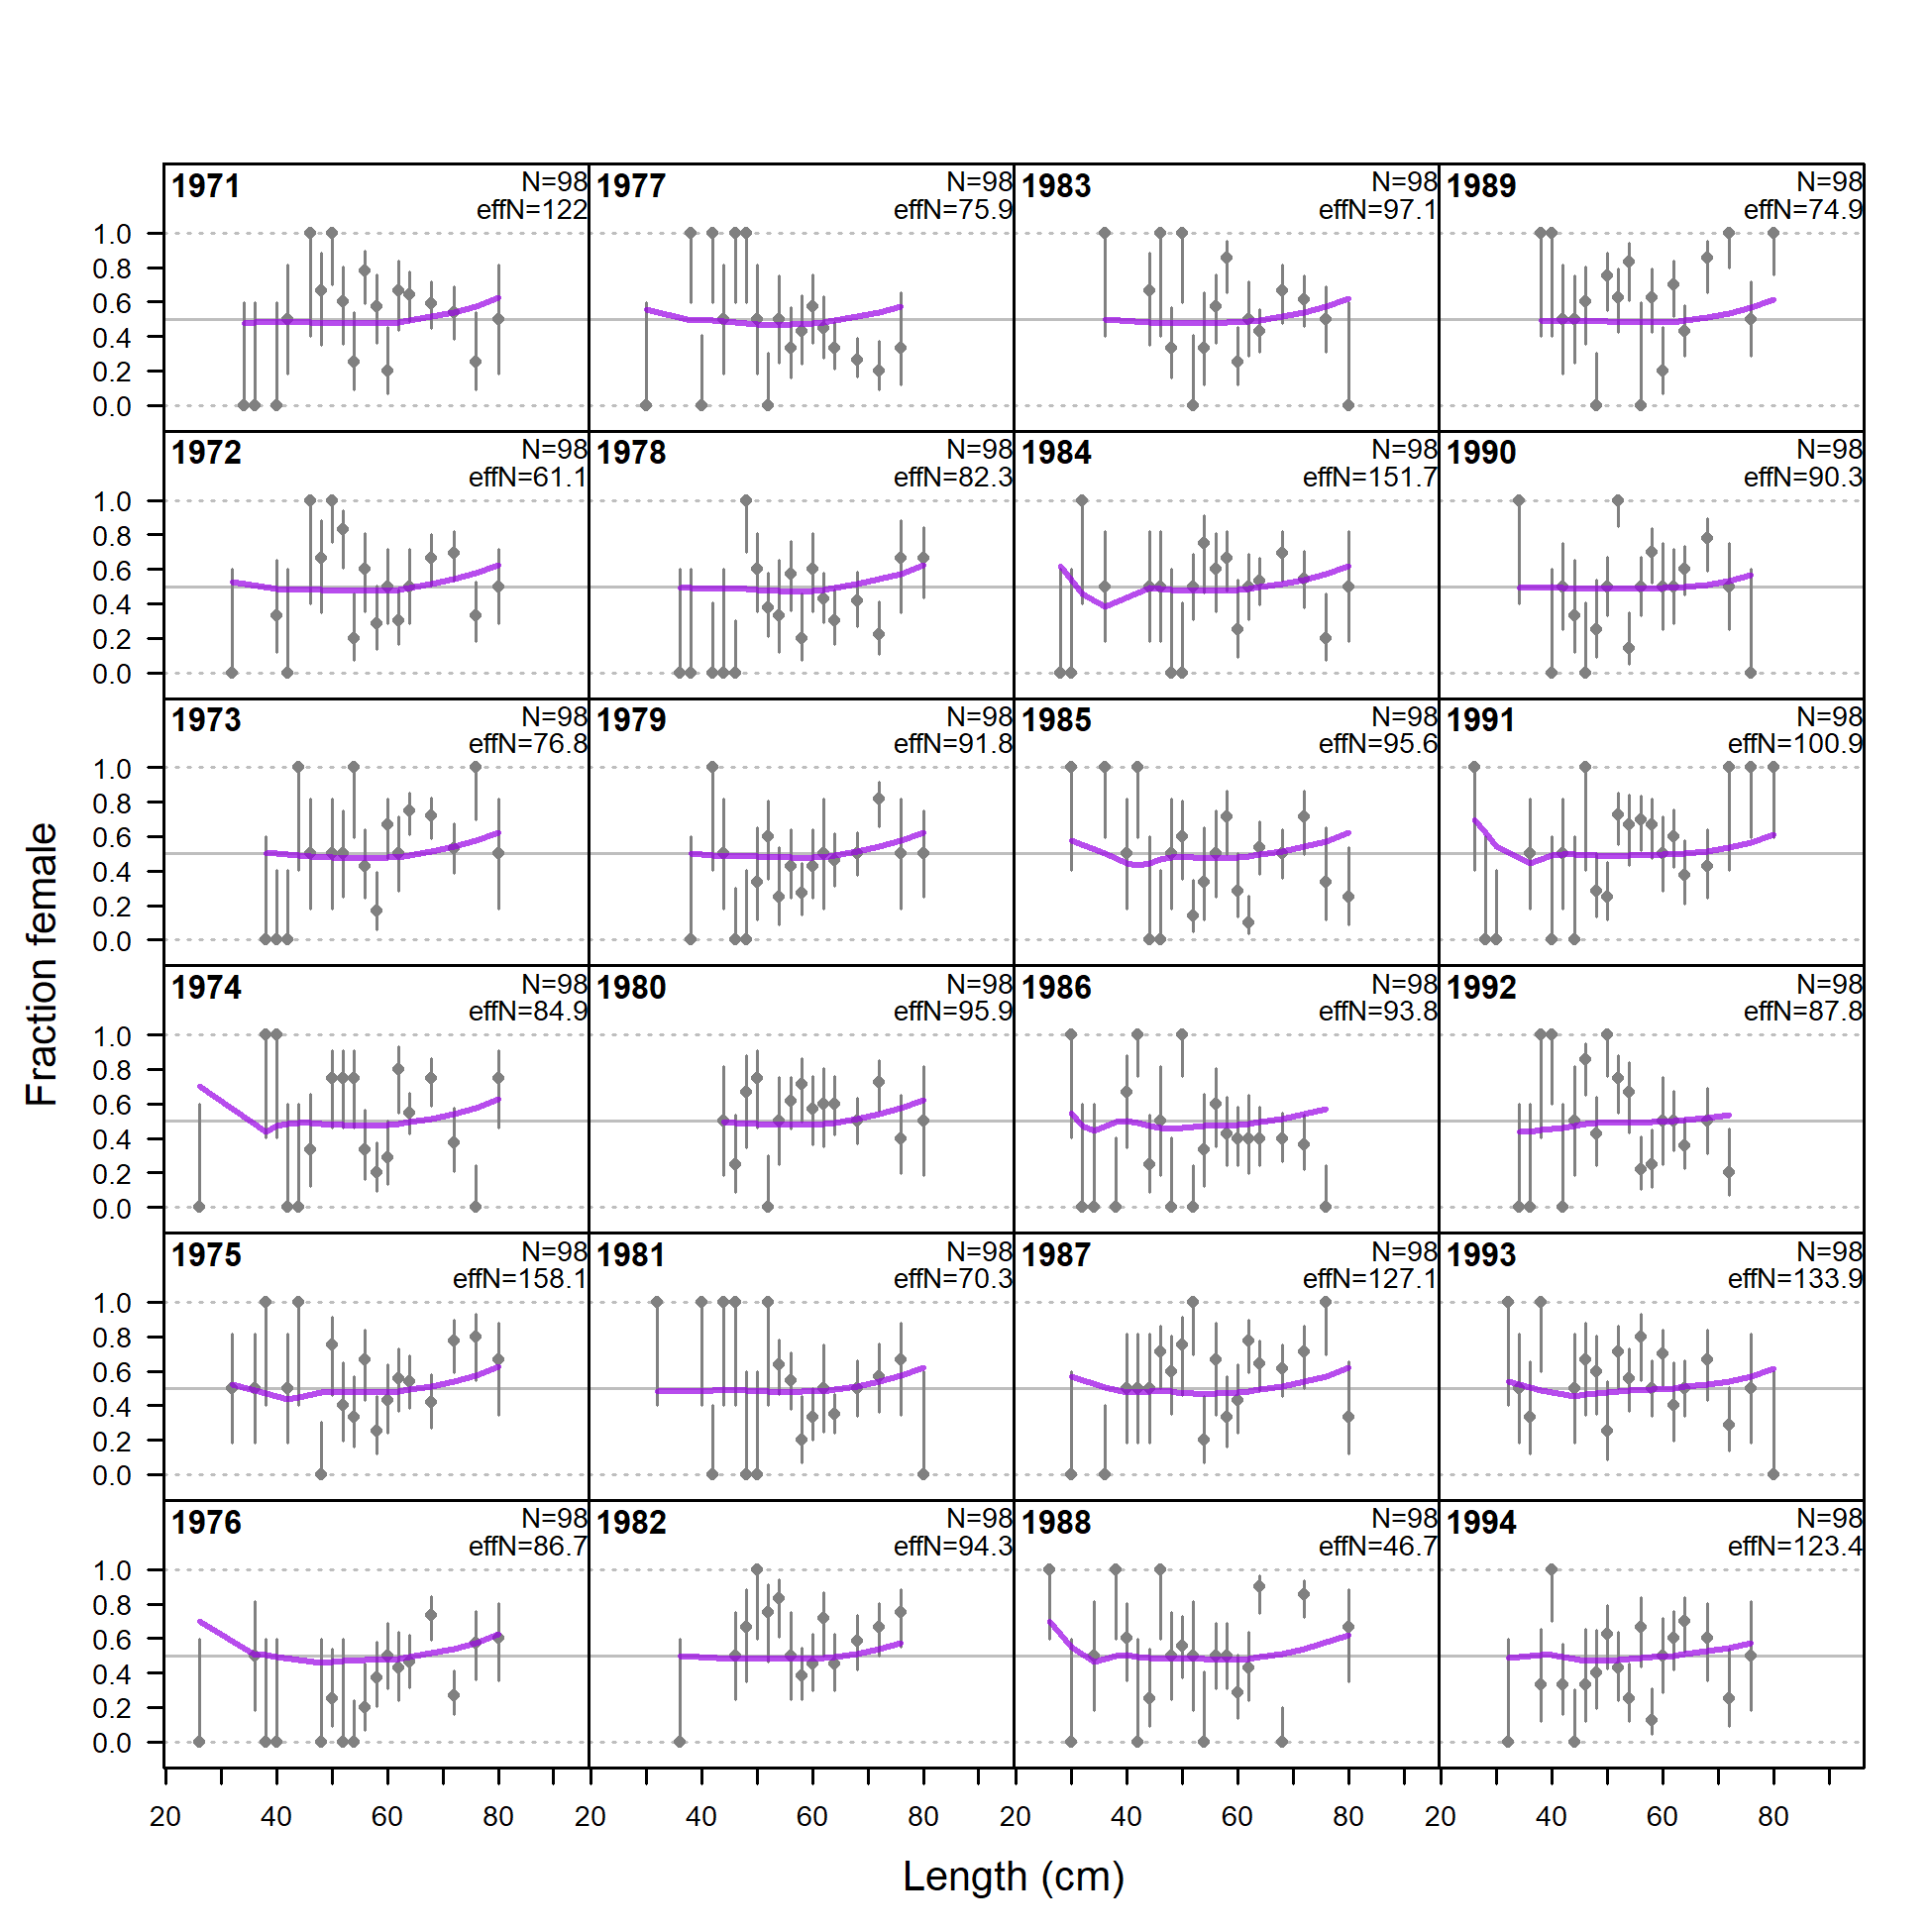 1971 N=98 1977 N=98 1983 N=98 1989 N=98
effN=122 effN=75.9 effN=97.1 effN=74.9
1.0
0.8
0.6
0.4
0.2
0.0
1972 N=98 1978 N=98 1984 N=98 1990 N=98
effN=61.1 effN=82.3 effN=151.7 effN=90.3
1.0
0.8
0.6
0.4
0.2
0.0
1973 N=98 1979 N=98 1985 N=98 1991 N=98
effN=76.8 effN=91.8 effN=95.6 effN=100.9
1.0
0.8
0.6
0.4
0.2
0.0
Fraction female
1974 N=98 1980 N=98 1986 N=98 1992 N=98
effN=84.9 effN=95.9 effN=93.8 effN=87.8
1.0
0.8
0.6
0.4
0.2
0.0
1975 N=98 1981 N=98 1987 N=98 1993 N=98
effN=158.1 effN=70.3 effN=127.1 effN=133.9
1.0
0.8
0.6
0.4
0.2
0.0
1976 N=98 1982 N=98 1988 N=98 1994 N=98
effN=86.7 effN=94.3 effN=46.7 effN=123.4
1.0
0.8
0.6
0.4
0.2
0.0
20 40 60 80 20 40 60 80 20 40 60 80 20 40 60 80
Length (cm)